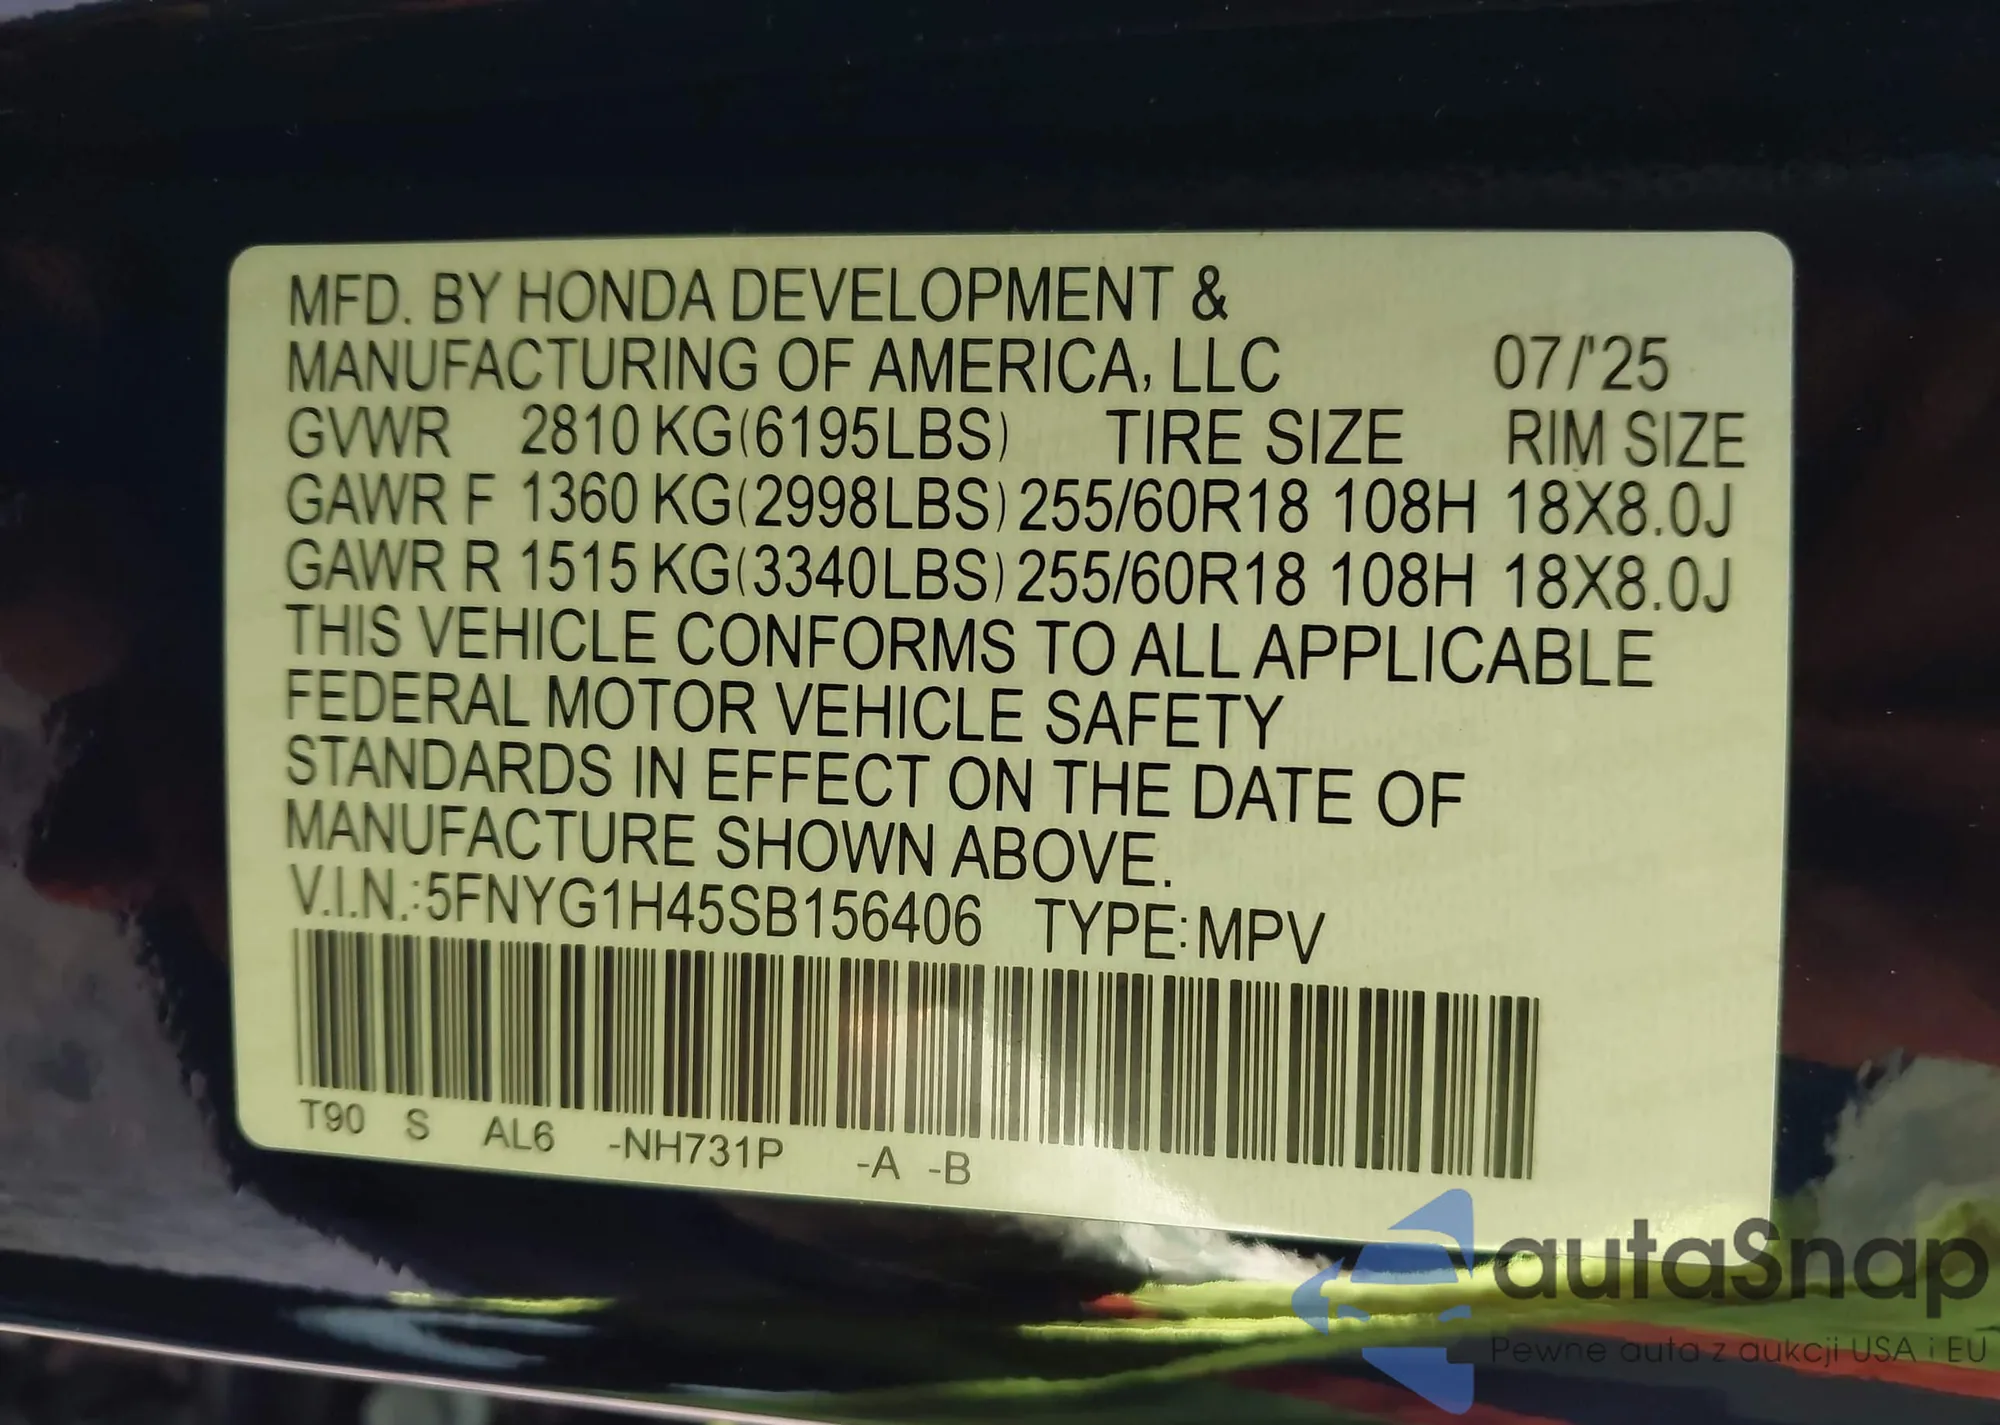 MFD. BY HONDA DEVELOPMENT &
MANUFACTURING OF AMERICA, LLC 07/'25
GVWR 2810 KG(6195LBS) TIRE SIZE RIM SIZE
GAWR F 1360 KG(2998LBS) 255/60R18 108H 18X8.0J
GAWR R 1515 KG(3340LBS) 255/60R18 108H 18X8.0J
THIS VEHICLE CONFORMS TO ALL APPLICABLE
FEDERAL MOTOR VEHICLE SAFETY
STANDARDS IN EFFECT ON THE DATE OF
MANUFACTURE SHOWN ABOVE.
V.I.N.:5FNYG1H45SB156406 TYPE:MPV
T90 S AL6 -NH731P -A -B
autaSnap
Pewne auta z aukcji USA i EU